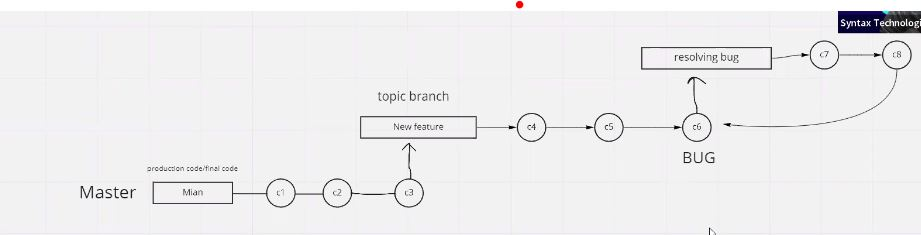 Syntax Technologi
resolving bug
c7
c8
topic branch
New feature
c4
c5
c6
BUG
production code/final code
Master
Mian
c1
c2
c3